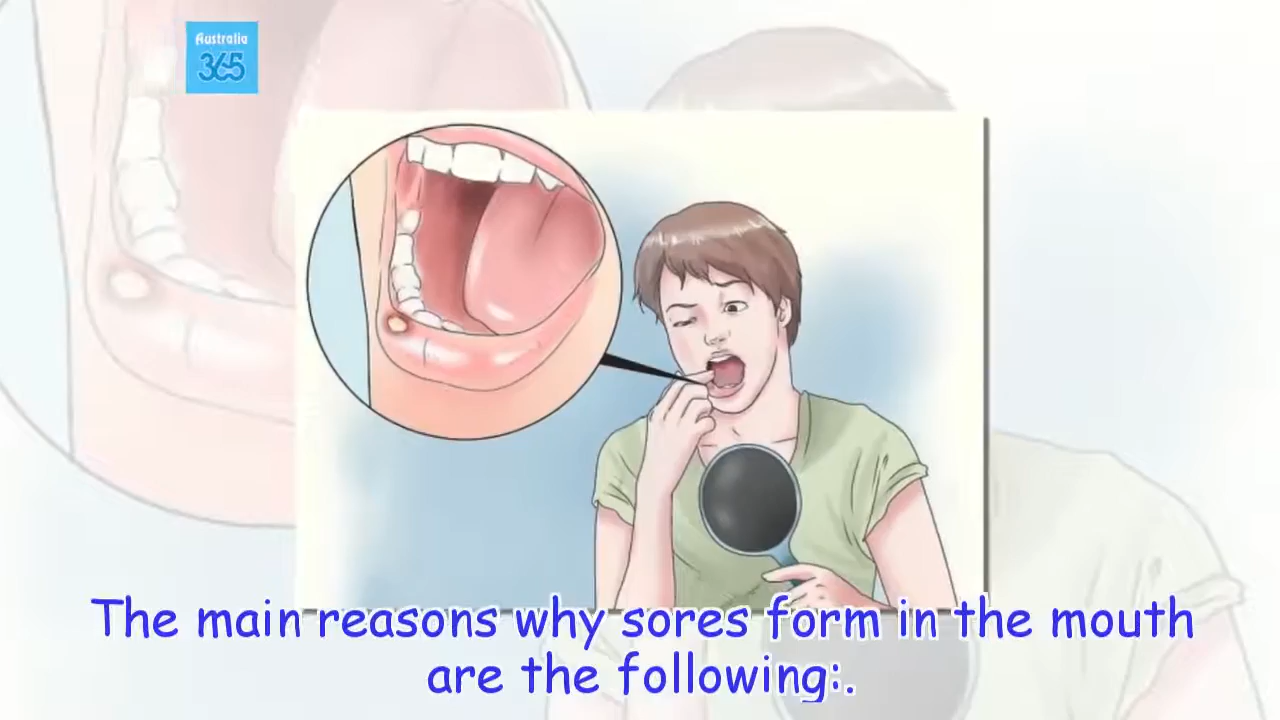 Australia
365
The main reasons why sores form in the mouth
are the following:.